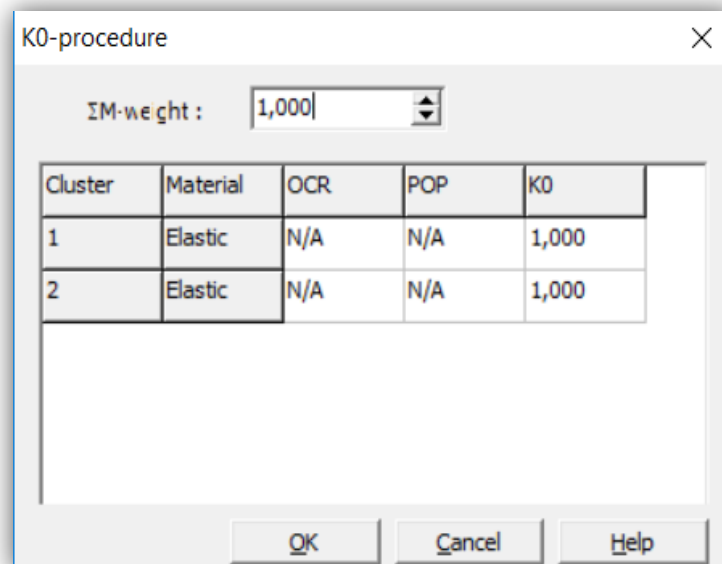 K0-procedure
ΣM-weight : 1,000
Cluster Material OCR POP K0
1 Elastic N/A N/A 1,000
2 Elastic N/A N/A 1,000
OK Cancel Help